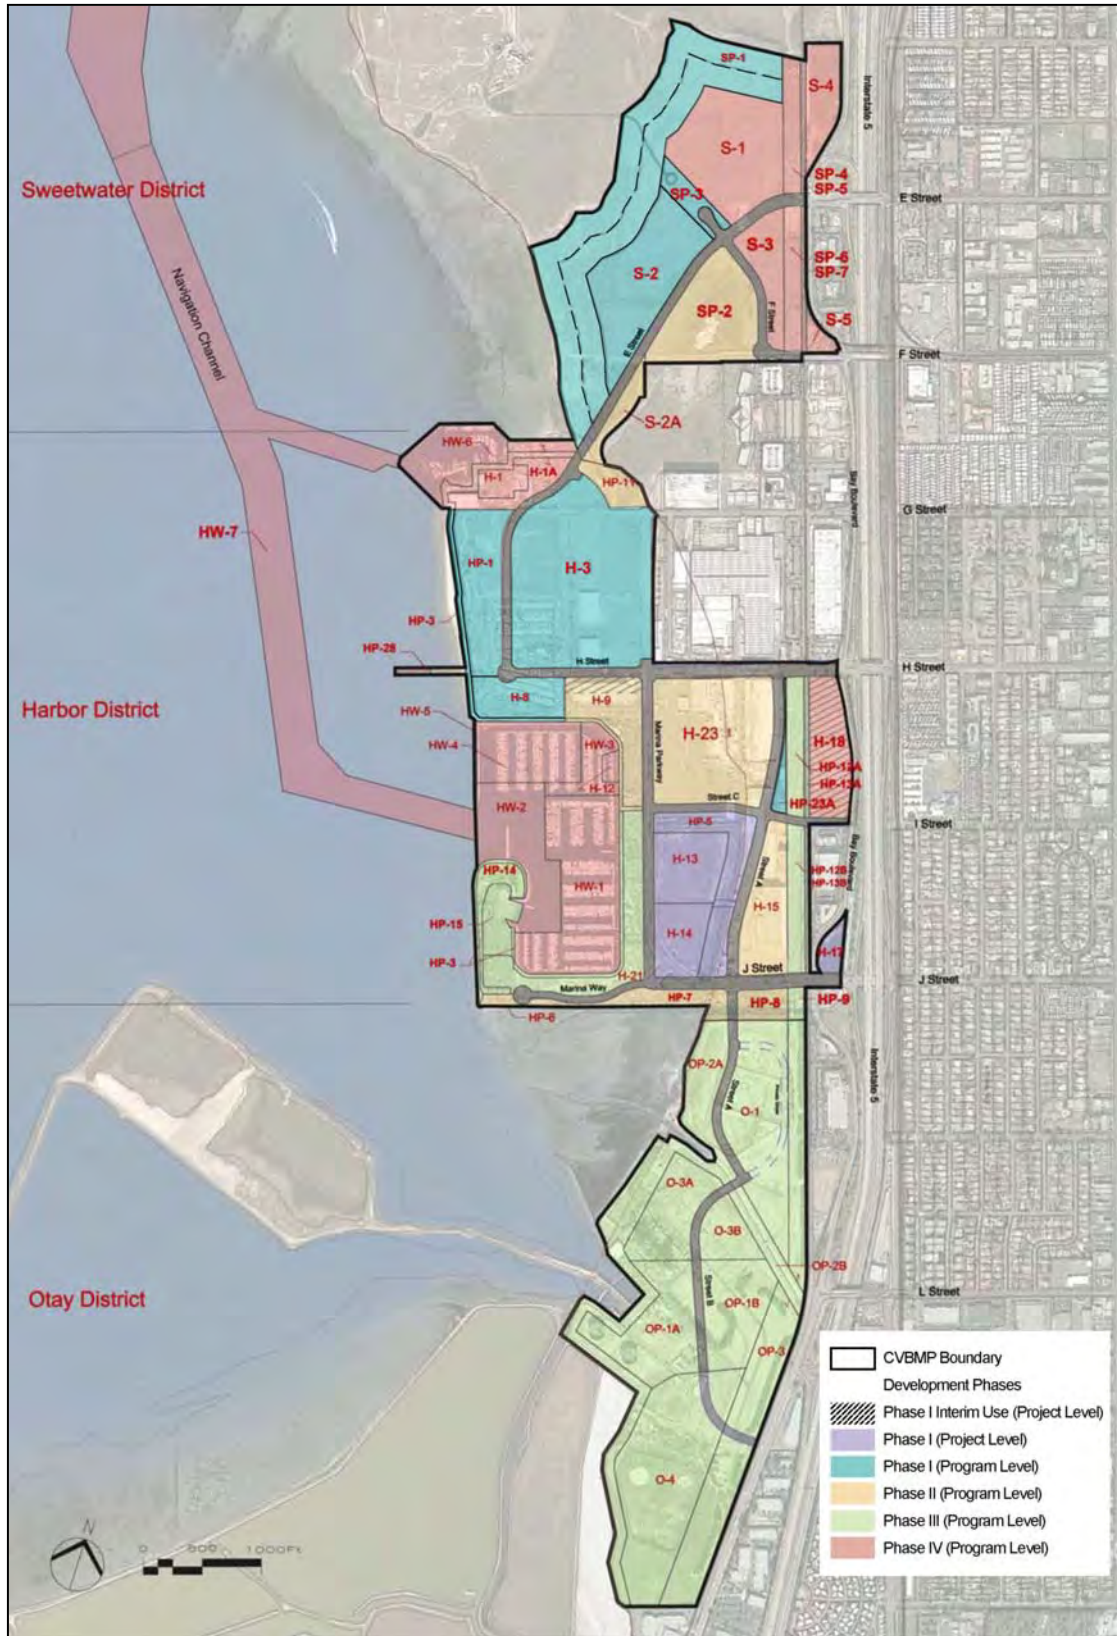 SP-1
S-4
Interstate 5
S-1
SP-4
SP-5
Sweetwater District
SP-3
E Street
S-3
SP-6
SP-7
S-2
Navigation Channel
SP-2
F Street
S-5
E Street
F Street
S-2A
HW-6
H-1
H-1A
HP-11
Bay Boulevard
G Street
HW-7
HP-1
H-3
HP-3
HP-28
H Street
H Street
H-8
H-9
Harbor District
HW-5
HW-4
HW-3
Marina Parkway
H-23
H-18
HP-12A
HP-13A
H-12
HW-2
Street C
HP-23A
HP-5
I Street
H-13
Street A
Bay Boulevard
HP-14
HW-1
HP-12B
HP-13B
H-15
HP-15
H-14
H-17
HP-3
H-21
J Street
J Street
Marina Way
HP-7
HP-8
HP-9
HP-6
OP-2A
Street A
O-1
Interstate 5
O-3A
O-3B
OP-2B
Otay District
Street B
OP-1B
L Street
OP-1A
OP-3
O-4
CVBMP Boundary
Development Phases
Phase I Interim Use (Project Level)
Phase I (Project Level)
Phase I (Program Level)
Phase II (Program Level)
Phase III (Program Level)
Phase IV (Program Level)
N
0 500 1000Ft